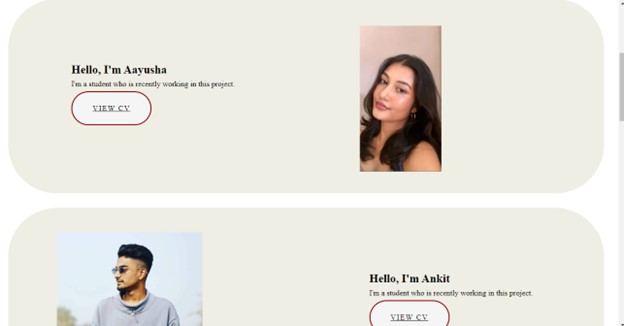 Hello, I'm Aayusha
I'm a student who is recently working in this project.
VIEW CV
Hello, I'm Ankit
I'm a student who is recently working in this project.
VIEW CV